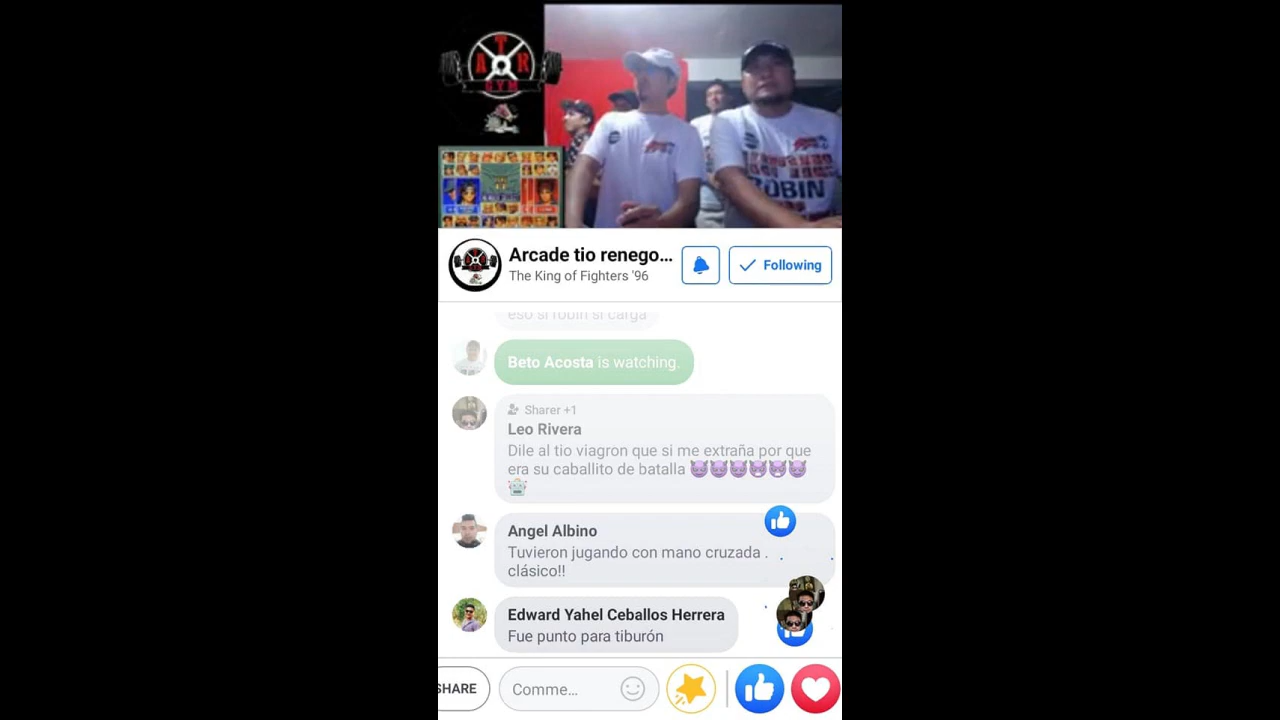 A T R
GYM
ROBIN
Arcade tio renego...
The King of Fighters '96
Following
eso si robin si carga
Beto Acosta is watching.
Sharer +1
Leo Rivera
Dile al tio viagron que si me extraña por que
era su caballito de batalla 😈😈😈😈😈😈
🤖
Angel Albino
Tuvieron jugando con mano cruzada .
clásico!!
Edward Yahel Ceballos Herrera
Fue punto para tiburón
SHARE
Comme...